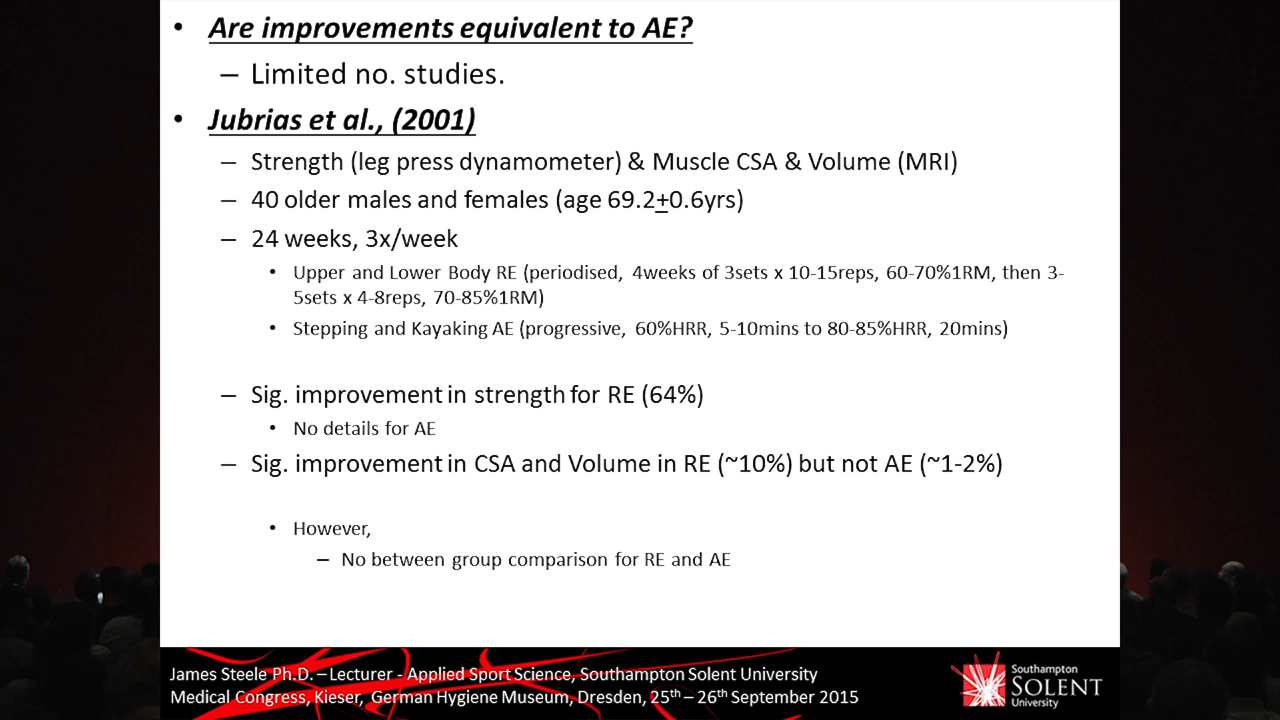 • Are improvements equivalent to AE?
– Limited no. studies.
• Jubrias et al., (2001)
– Strength (leg press dynamometer) & Muscle CSA & Volume (MRI)
– 40 older males and females (age 69.2±0.6yrs)
– 24 weeks, 3x/week
• Upper and Lower Body RE (periodised, 4weeks of 3sets x 10-15reps, 60-70%1RM, then 3-
5sets x 4-8reps, 70-85%1RM)
• Stepping and Kayaking AE (progressive, 60%HRR, 5-10mins to 80-85%HRR, 20mins)
– Sig. improvement in strength for RE (64%)
• No details for AE
– Sig. improvement in CSA and Volume in RE (~10%) but not AE (~1-2%)
• However,
– No between group comparison for RE and AE
James Steele Ph.D. – Lecturer - Applied Sport Science, Southampton Solent University
Medical Congress, Kieser, German Hygiene Museum, Dresden, 25th – 26th September 2015
Southampton
SOLENT
University